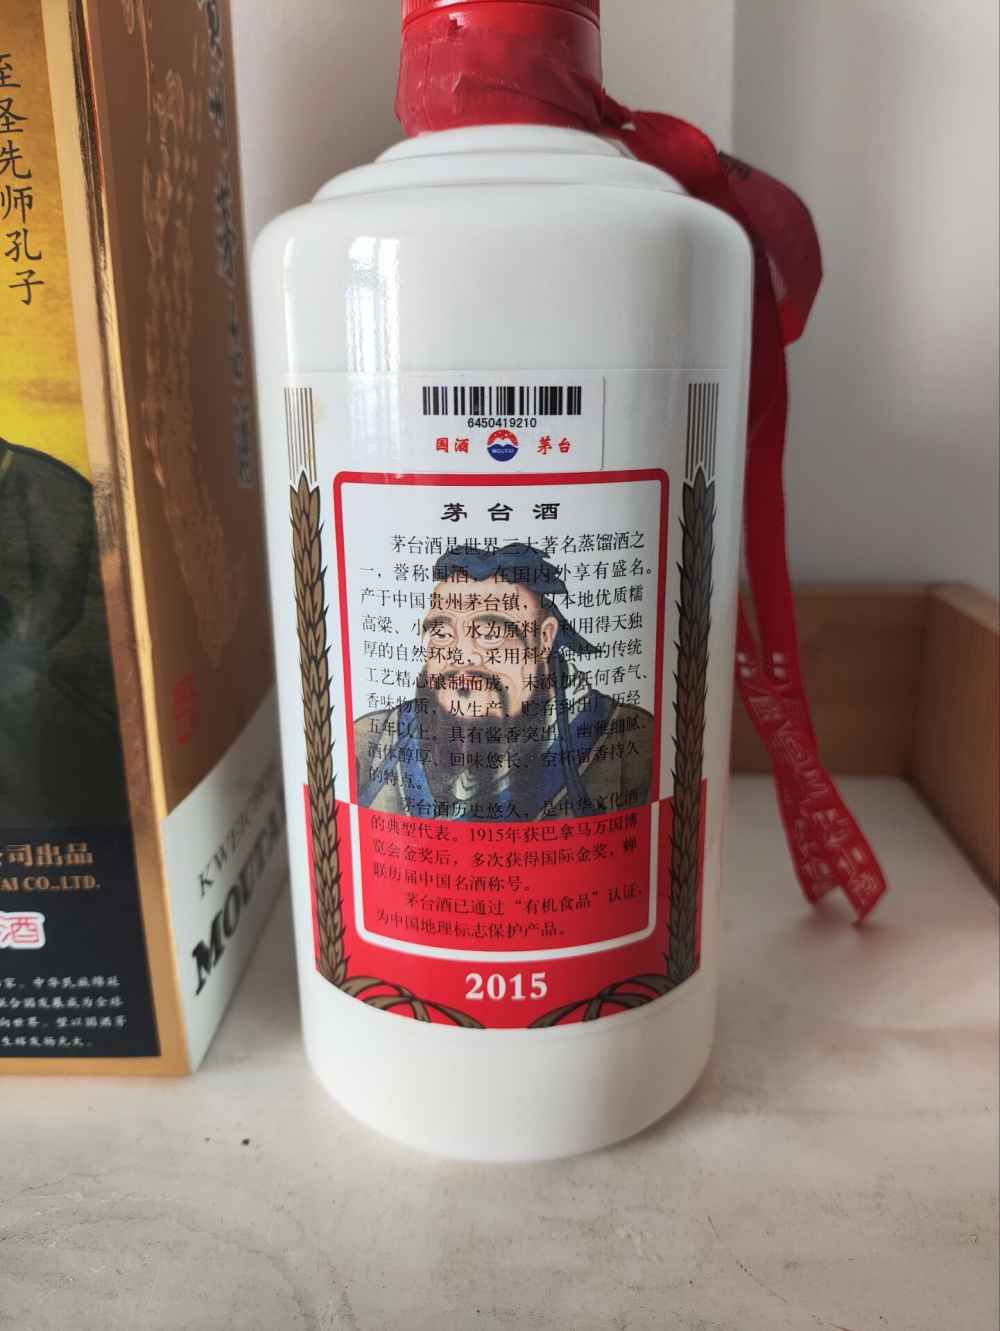 至圣先师孔子
公司出品
AI CO.,LTD.
酒
KWEIC
MOUTAI
6450419210
国酒
MOUTAI
茅台
茅台酒
茅台酒是世界三大著名蒸馏酒之
一，誉称国酒，在国内外享有盛名。
产于中国贵州茅台镇，以本地优质糯
高粱、小麦、水为原料，利用得天独
厚的自然环境，采用科学独特的传统
工艺精心酿制而成，未添加任何香气、
香味物质，从生产、贮存到出厂历经
五年以上。具有酱香突出、幽雅细腻、
酒体醇厚、回味悠长、空杯留香持久
的特点。
茅台酒历史悠久，是中华文化酒
的典型代表。1915年获巴拿马万国博
览会金奖后，多次获得国际金奖，蝉
联历届中国名酒称号。
茅台酒已通过“有机食品”认证，
为中国地理标志保护产品。
2015